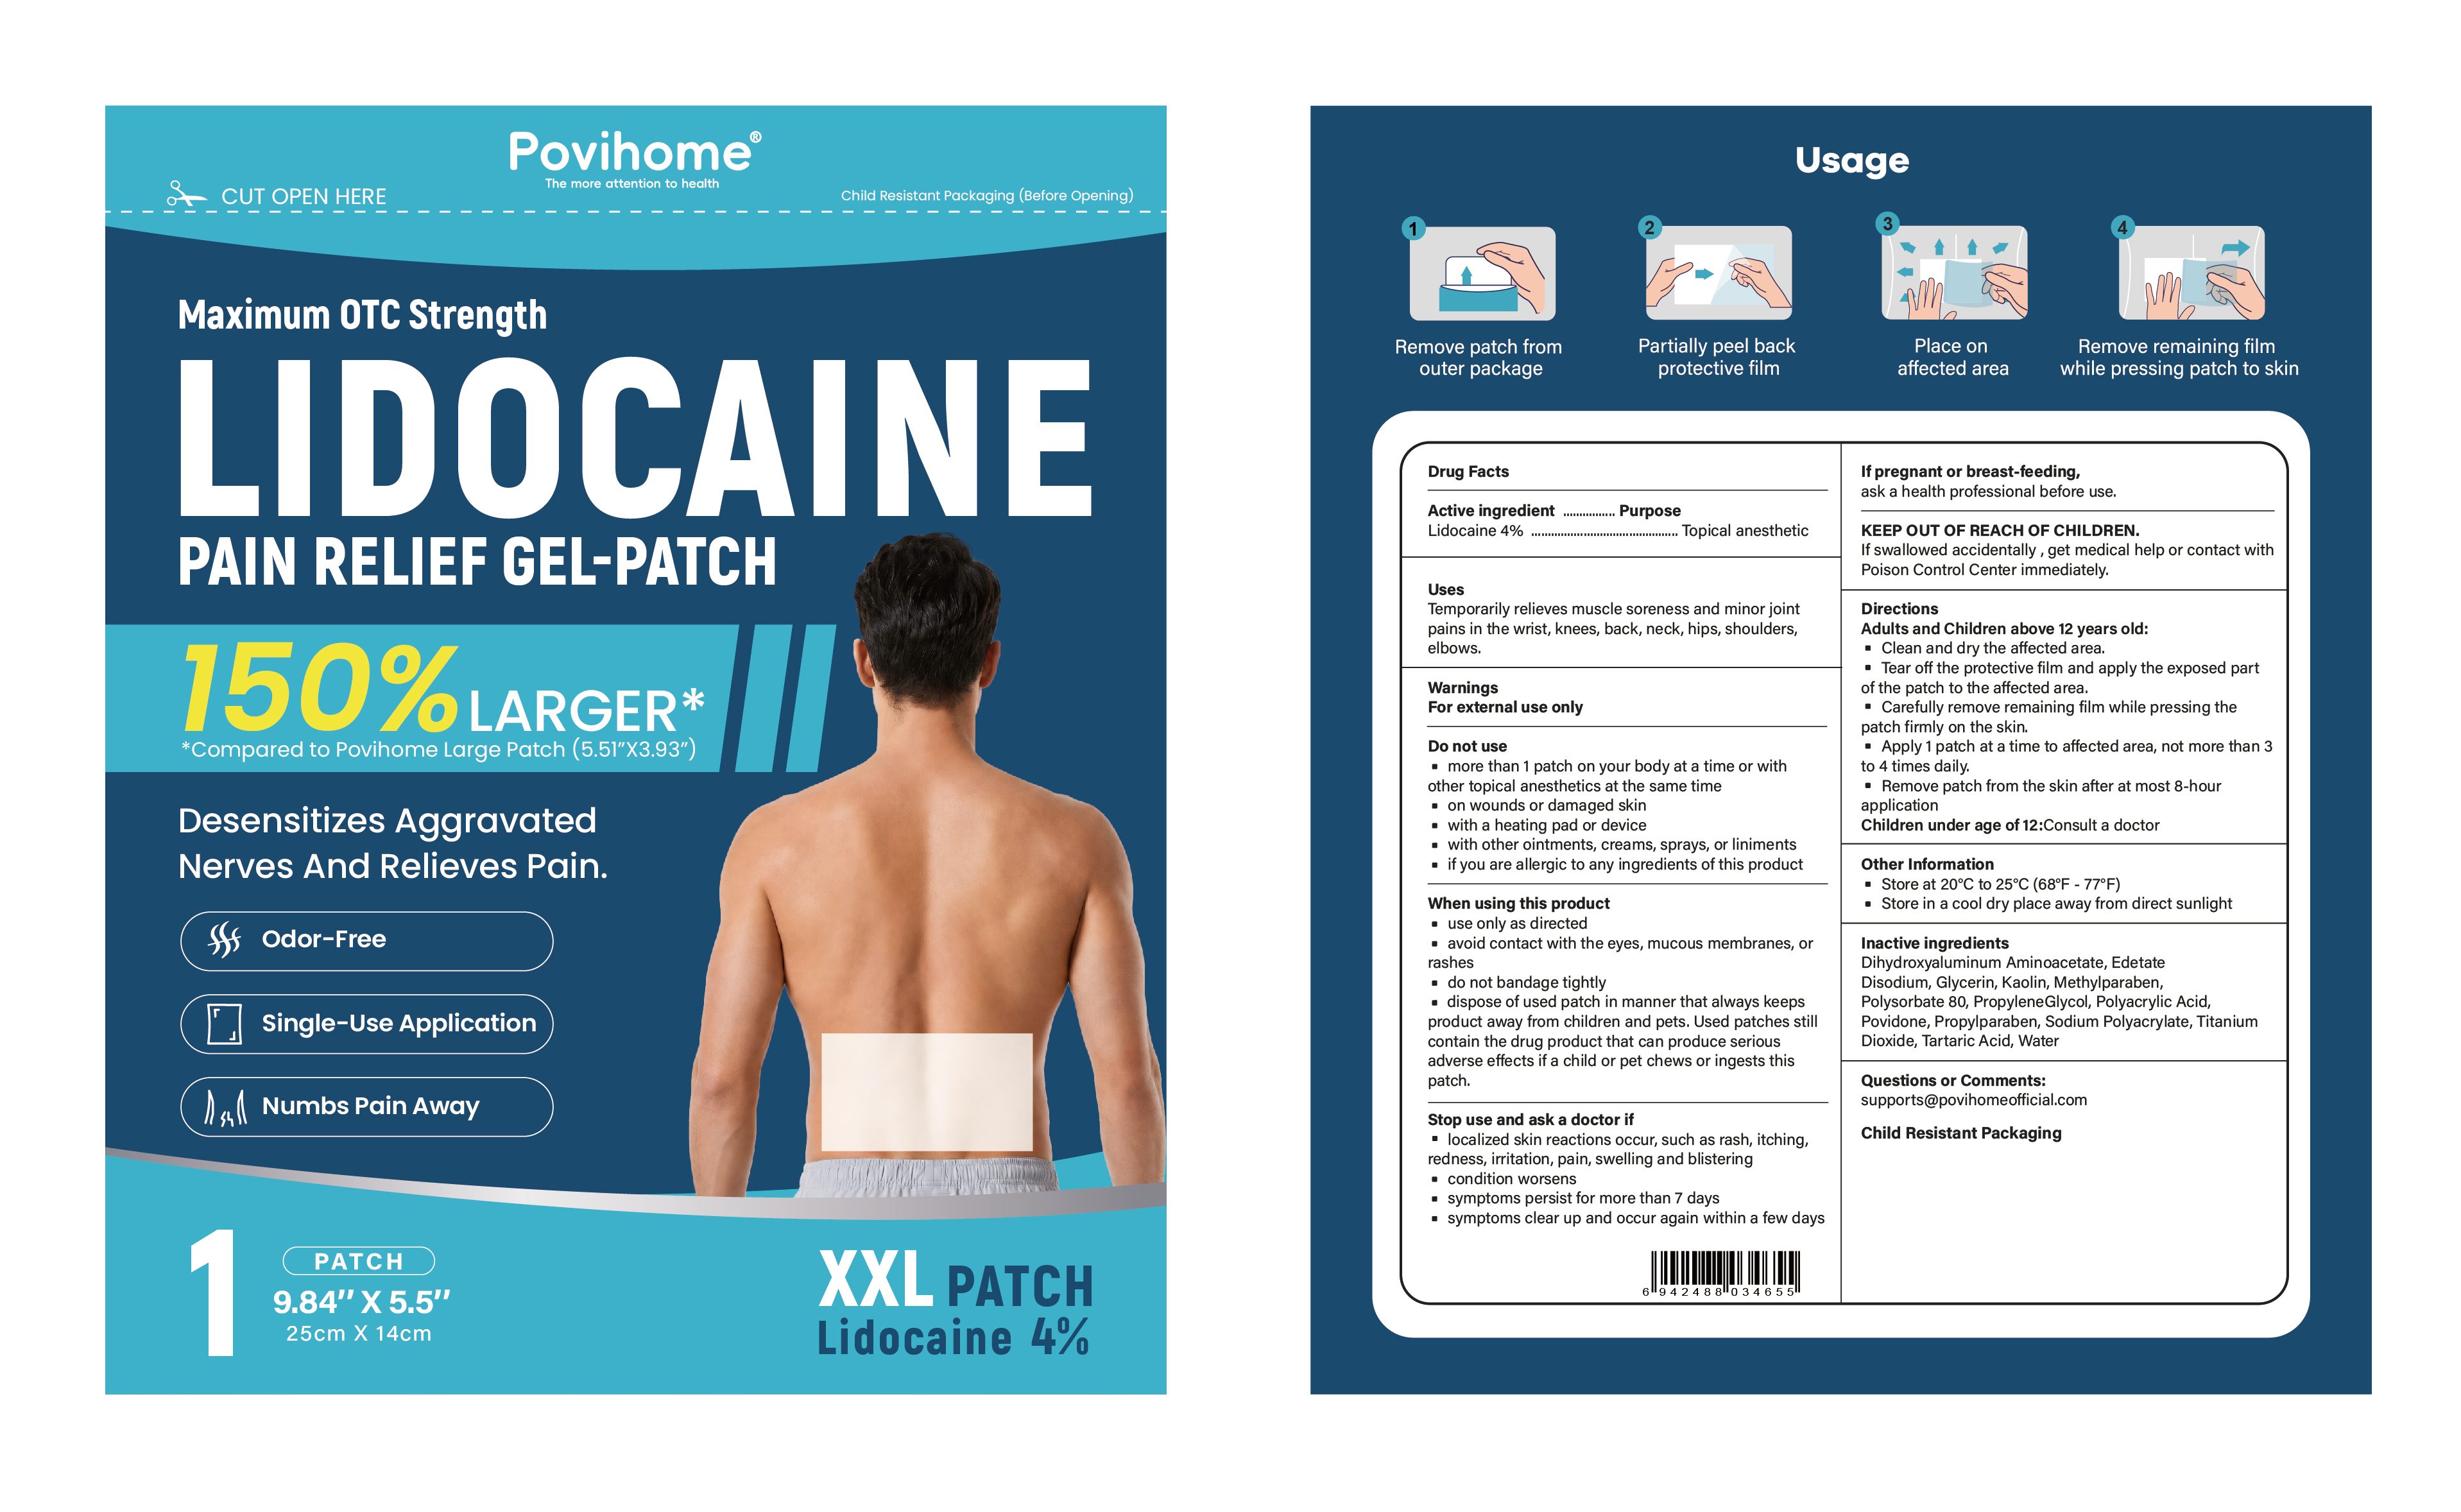 Povihome®
The more attention to health
CUT OPEN HERE
Child Resistant Packaging (Before Opening)
Maximum OTC Strength
LIDOCAINE
PAIN RELIEF GEL-PATCH
150% LARGER*
*Compared to Povihome Large Patch (5.51"X3.93")
Desensitizes Aggravated
Nerves And Relieves Pain.
Odor-Free
Single-Use Application
Numbs Pain Away
1
PATCH
9.84" X 5.5"
25cm X 14cm
XXL PATCH
Lidocaine 4%
Usage
1
Remove patch from
outer package
2
Partially peel back
protective film
3
Place on
affected area
4
Remove remaining film
while pressing patch to skin
Drug Facts
Active ingredient ............... Purpose
Lidocaine 4% ............................................ Topical anesthetic
Uses
Temporarily relieves muscle soreness and minor joint
pains in the wrist, knees, back, neck, hips, shoulders,
elbows.
Warnings
For external use only
Do not use
▪ more than 1 patch on your body at a time or with
other topical anesthetics at the same time
▪ on wounds or damaged skin
▪ with a heating pad or device
▪ with other ointments, creams, sprays, or liniments
▪ if you are allergic to any ingredients of this product
When using this product
▪ use only as directed
▪ avoid contact with the eyes, mucous membranes, or
rashes
▪ do not bandage tightly
▪ dispose of used patch in manner that always keeps
product away from children and pets. Used patches still
contain the drug product that can produce serious
adverse effects if a child or pet chews or ingests this
patch.
Stop use and ask a doctor if
▪ localized skin reactions occur, such as rash, itching,
redness, irritation, pain, swelling and blistering
▪ condition worsens
▪ symptoms persist for more than 7 days
▪ symptoms clear up and occur again within a few days
6 942488 034655
If pregnant or breast-feeding,
ask a health professional before use.
KEEP OUT OF REACH OF CHILDREN.
If swallowed accidentally , get medical help or contact with
Poison Control Center immediately.
Directions
Adults and Children above 12 years old:
▪ Clean and dry the affected area.
▪ Tear off the protective film and apply the exposed part
of the patch to the affected area.
▪ Carefully remove remaining film while pressing the
patch firmly on the skin.
▪ Apply 1 patch at a time to affected area, not more than 3
to 4 times daily.
▪ Remove patch from the skin after at most 8-hour
application
Children under age of 12:Consult a doctor
Other Information
▪ Store at 20°C to 25°C (68°F - 77°F)
▪ Store in a cool dry place away from direct sunlight
Inactive ingredients
Dihydroxyaluminum Aminoacetate, Edetate
Disodium, Glycerin, Kaolin, Methylparaben,
Polysorbate 80, PropyleneGlycol, Polyacrylic Acid,
Povidone, Propylparaben, Sodium Polyacrylate, Titanium
Dioxide, Tartaric Acid, Water
Questions or Comments:
supports@povihomeofficial.com
Child Resistant Packaging